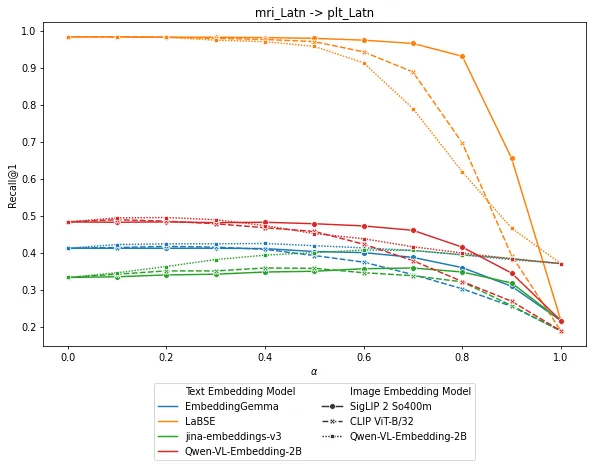 mri_Latn -> plt_Latn
Recall@1
1.0
0.9
0.8
0.7
0.6
0.5
0.4
0.3
0.2
0.0 0.2 0.4 0.6 0.8 1.0
α
Text Embedding Model
EmbeddingGemma
LaBSE
jina-embeddings-v3
Qwen-VL-Embedding-2B
Image Embedding Model
SigLIP 2 So400m
CLIP ViT-B/32
Qwen-VL-Embedding-2B